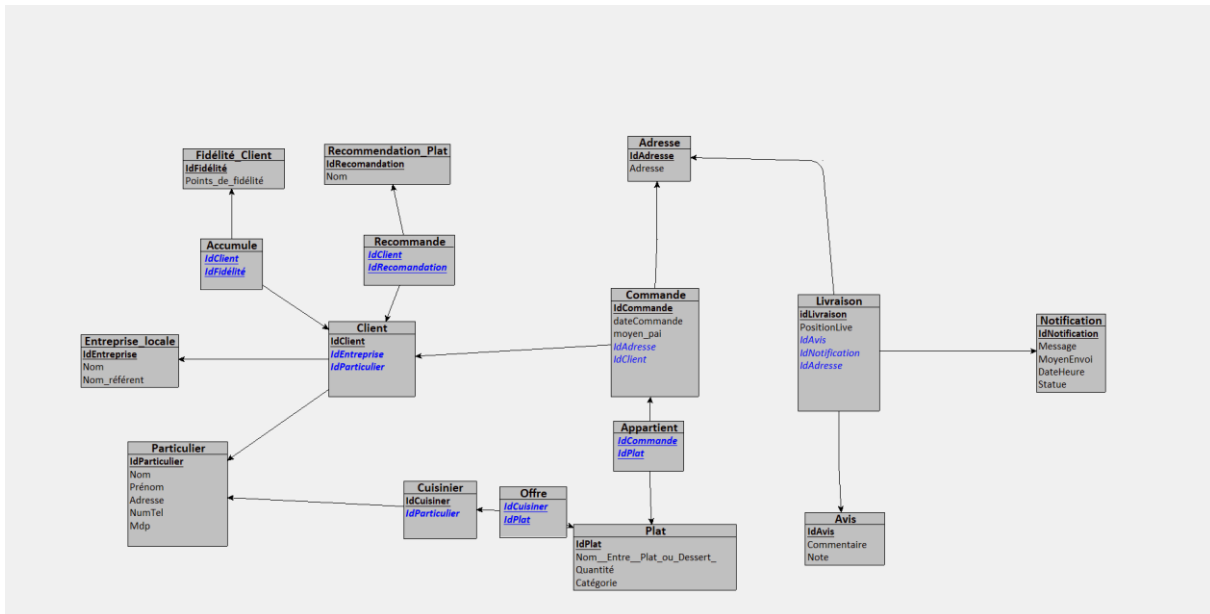 Fidélité_Client
IdFidélité
Points_de_fidélité
Recommendation_Plat
IdRecomandation
Nom
Adresse
IdAdresse
Adresse
Accumule
IdClient
IdFidélité
Recommande
IdClient
IdRecomandation
Entreprise_locale
IdEntreprise
Nom
Nom_référent
Client
IdClient
IdEntreprise
IdParticulier
Commande
IdCommande
dateCommande
moyen_pai
IdAdresse
IdClient
Livraison
idLivraison
PositionLive
IdAvis
IdNotification
IdAdresse
Notification
IdNotification
Message
MoyenEnvoi
DateHeure
Statue
Particulier
IdParticulier
Nom
Prénom
Adresse
NumTel
Mdp
Cuisinier
IdCuisiner
IdParticulier
Offre
IdCuisiner
IdPlat
Appartient
IdCommande
IdPlat
Plat
IdPlat
Nom__Entre__Plat_ou_Dessert_
Quantité
Catégorie
Avis
IdAvis
Commentaire
Note